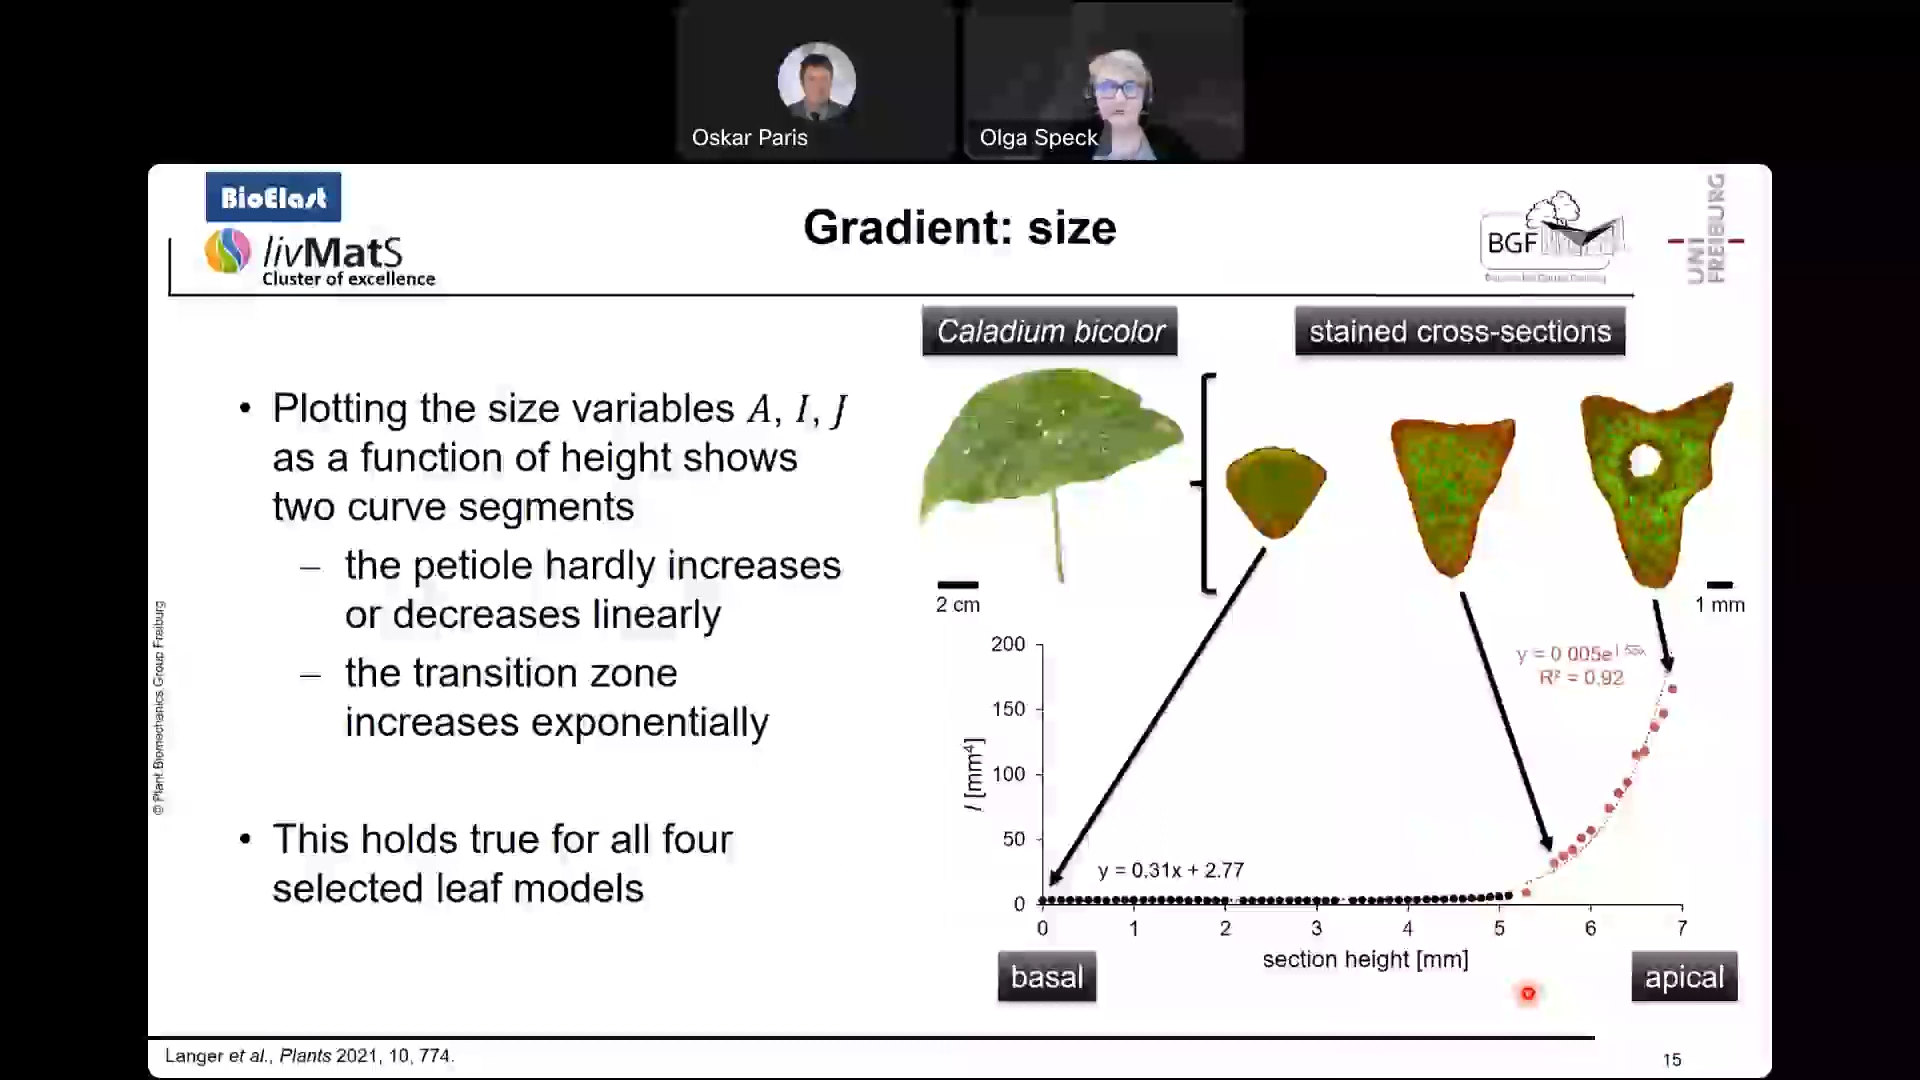 Oskar Paris
Olga Speck
BioElast
livMatS
Cluster of excellence
Gradient: size
BGF
UNI
FREIBURG
Caladium bicolor
stained cross-sections
• Plotting the size variables A, I, J
as a function of height shows
two curve segments
– the petiole hardly increases
or decreases linearly
– the transition zone
increases exponentially
• This holds true for all four
selected leaf models
2 cm
1 mm
200
150
100
50
0
I [mm⁴]
y = 0.005e
R² = 0,92
y = 0.31x + 2.77
0 1 2 3 4 5 6 7
section height [mm]
basal
apical
© Plant Biomechanics Group Freiburg
Langer et al., Plants 2021, 10, 774.
15